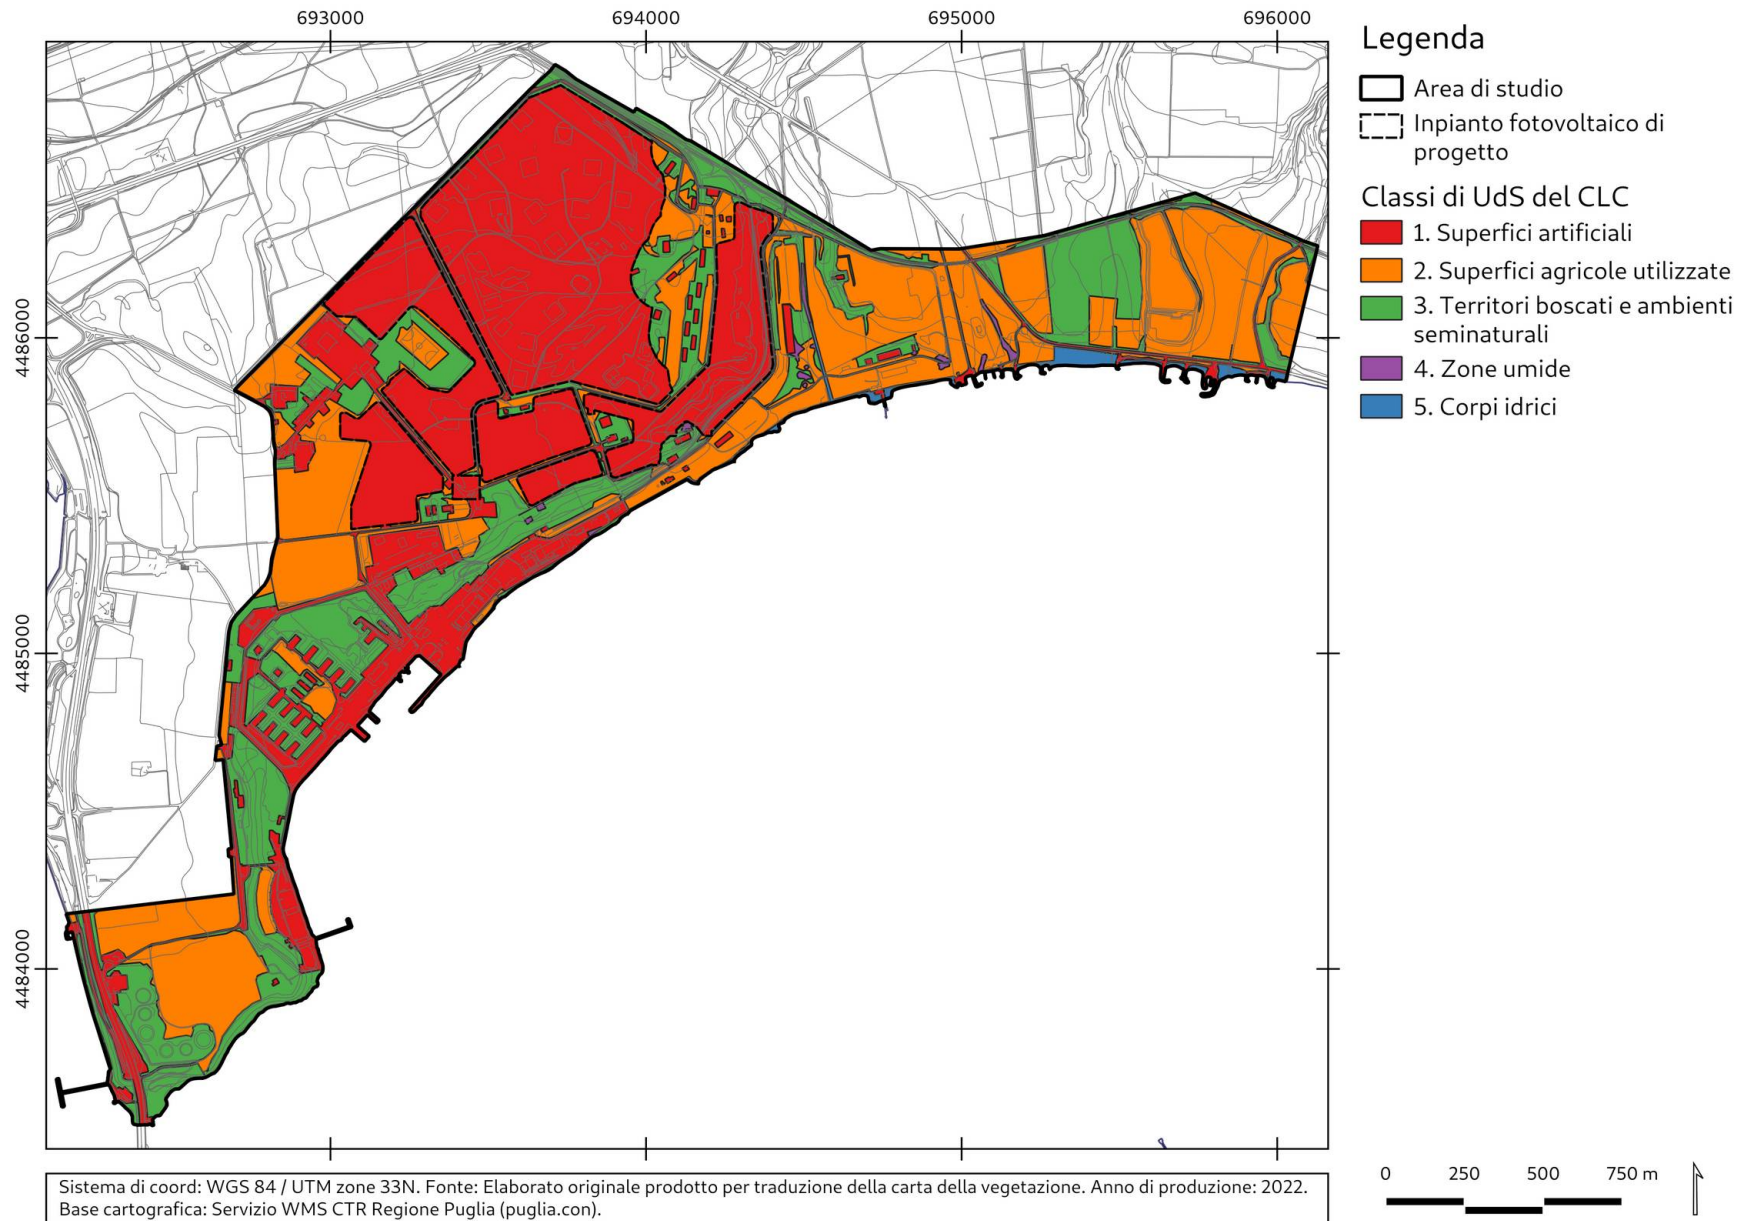 693000 694000 695000 696000
4486000
4485000
4484000
Legenda
Area di studio
Inpianto fotovoltaico di
progetto
Classi di UdS del CLC
1. Superfici artificiali
2. Superfici agricole utilizzate
3. Territori boscati e ambienti
seminaturali
4. Zone umide
5. Corpi idrici
0 250 500 750 m
Sistema di coord: WGS 84 / UTM zone 33N. Fonte: Elaborato originale prodotto per traduzione della carta della vegetazione. Anno di produzione: 2022.
Base cartografica: Servizio WMS CTR Regione Puglia (puglia.con).